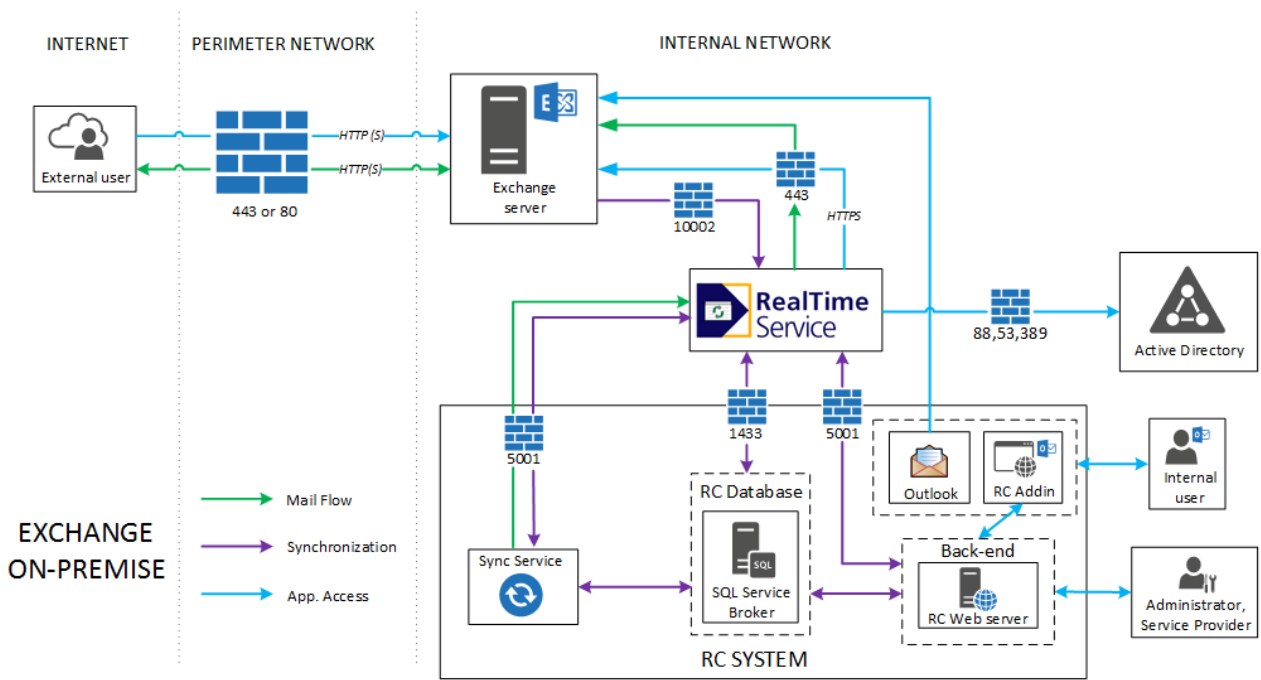 INTERNET
PERIMETER NETWORK
INTERNAL NETWORK
External user
443 or 80
HTTP (S)
HTTP(S)
E
Exchange
server
10002
443
HTTPS
RealTime
Service
88,53,389
Active Directory
5001
1433
5001
Outlook
RC Addin
Internal
user
RC Database
SQL
SQL Service
Broker
Sync Service
Back-end
RC Web server
Administrator,
Service Provider
RC SYSTEM
Mail Flow
Synchronization
App. Access
EXCHANGE
ON-PREMISE